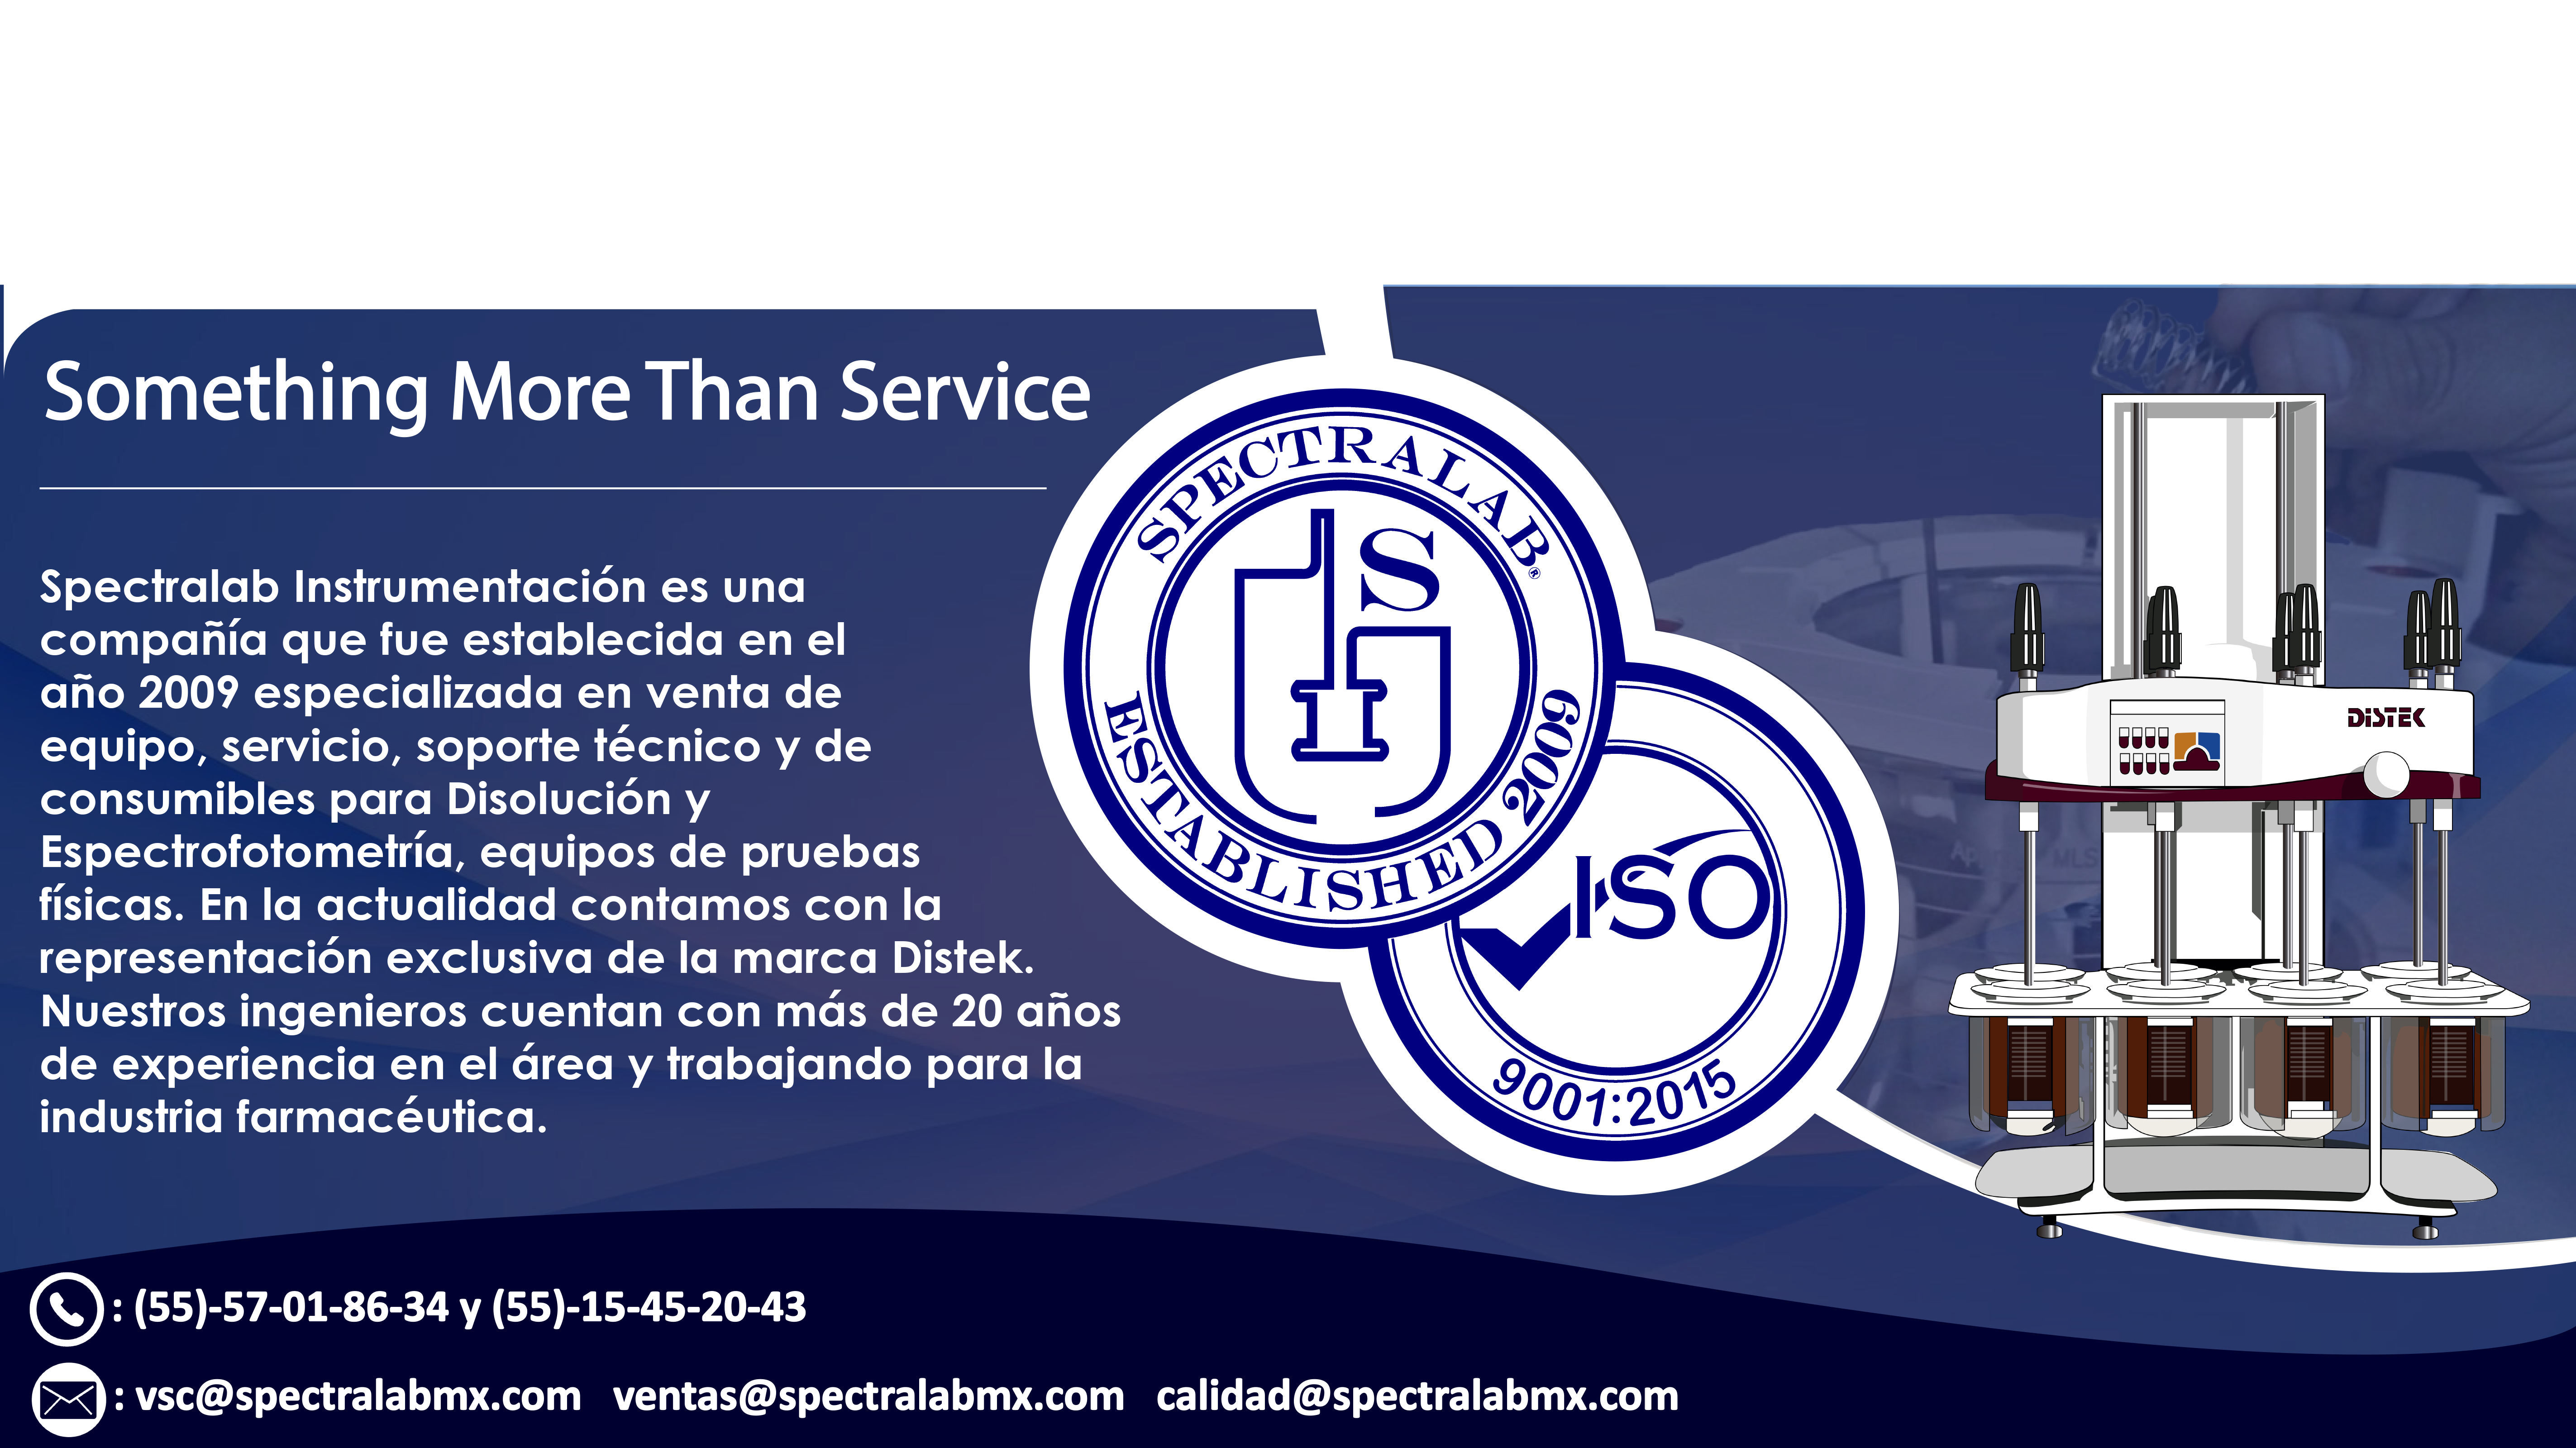 Something More Than Service
Spectralab Instrumentación es una
compañía que fue establecida en el
año 2009 especializada en venta de
equipo, servicio, soporte técnico y de
consumibles para Disolución y
Espectrofotometría, equipos de pruebas
físicas. En la actualidad contamos con la
representación exclusiva de la marca Distek.
Nuestros ingenieros cuentan con más de 20 años
de experiencia en el área y trabajando para la
industria farmacéutica.
SPECTRALAB®
S
ESTABLISHED 2009
ISO
9001:2015
DISTEK
: (55)-57-01-86-34 y (55)-15-45-20-43
: vsc@spectralabmx.com ventas@spectralabmx.com calidad@spectralabmx.com